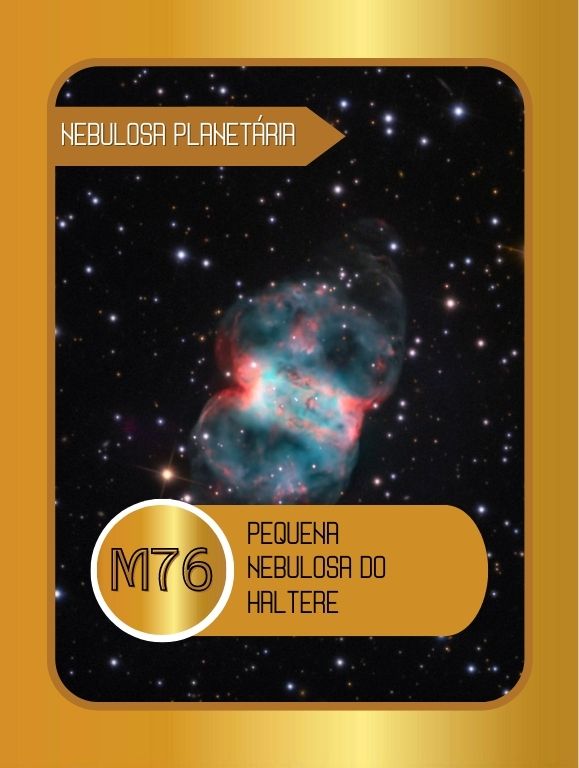 NEBULOSA PLANETÁRIA
M76
PEQUENA
NEBULOSA DO
HALTERE